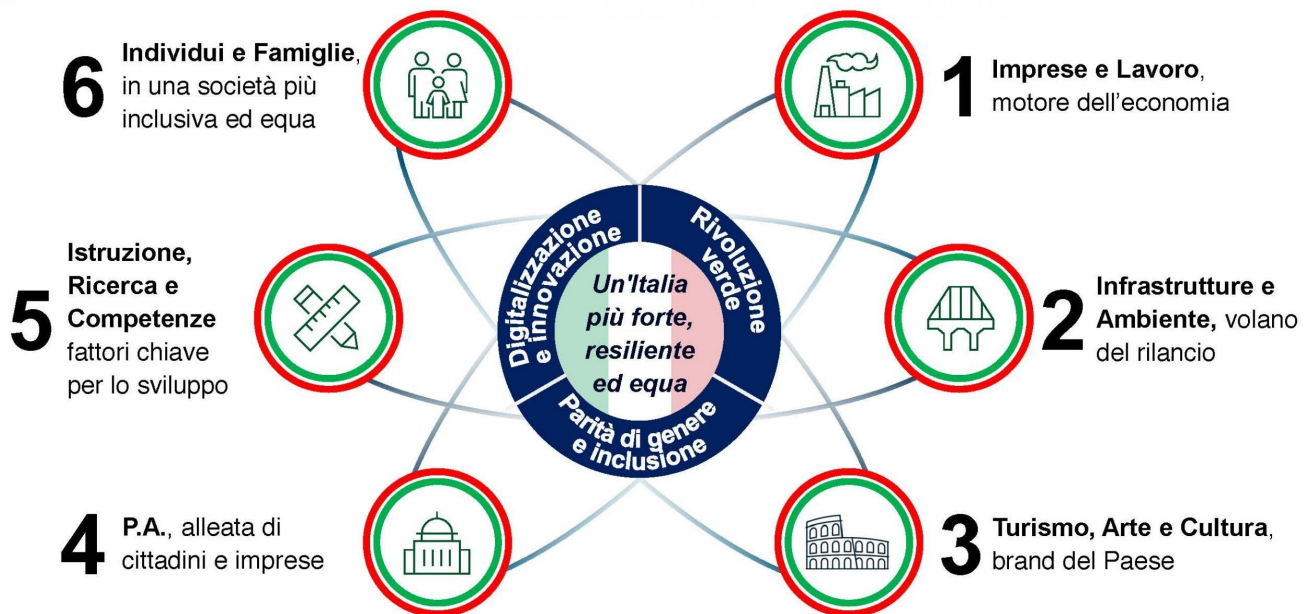 6
Individui e Famiglie,
in una società più
inclusiva ed equa
1
Imprese e Lavoro,
motore dell'economia
5
Istruzione,
Ricerca e
Competenze
fattori chiave
per lo sviluppo
Digitalizzazione
e innovazione
Rivoluzione
verde
Un'Italia
più forte,
resiliente
ed equa
Parità di genere
e inclusione
2
Infrastrutture e
Ambiente, volano
del rilancio
4
P.A., alleata di
cittadini e imprese
3
Turismo, Arte e Cultura,
brand del Paese